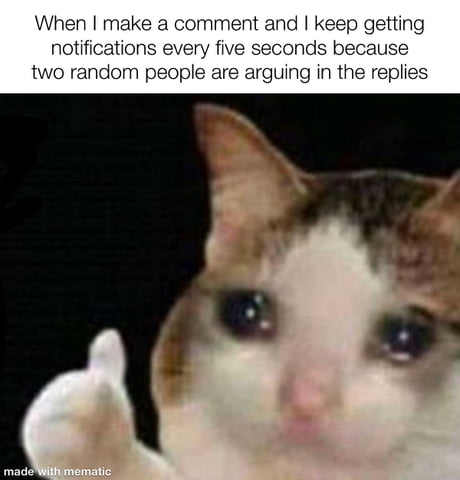 When I make a comment and I keep getting
notifications every five seconds because
two random people are arguing in the replies
made with mematic